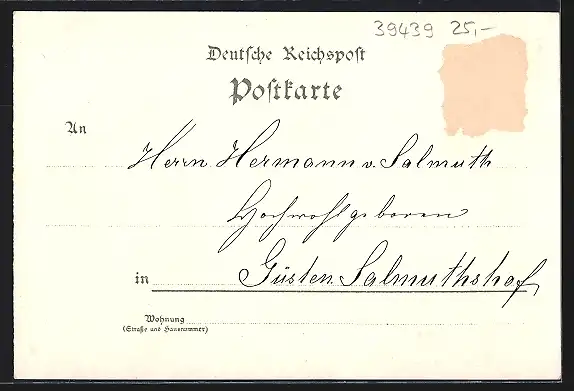 39439 25,-
Deutsche Reichspost
Postkarte
An
Herrn Hermann v. Salmuth
Hochwohlgeboren
in Güsten. Salmuthshof
Wohnung
(Straße und Hausnummer)